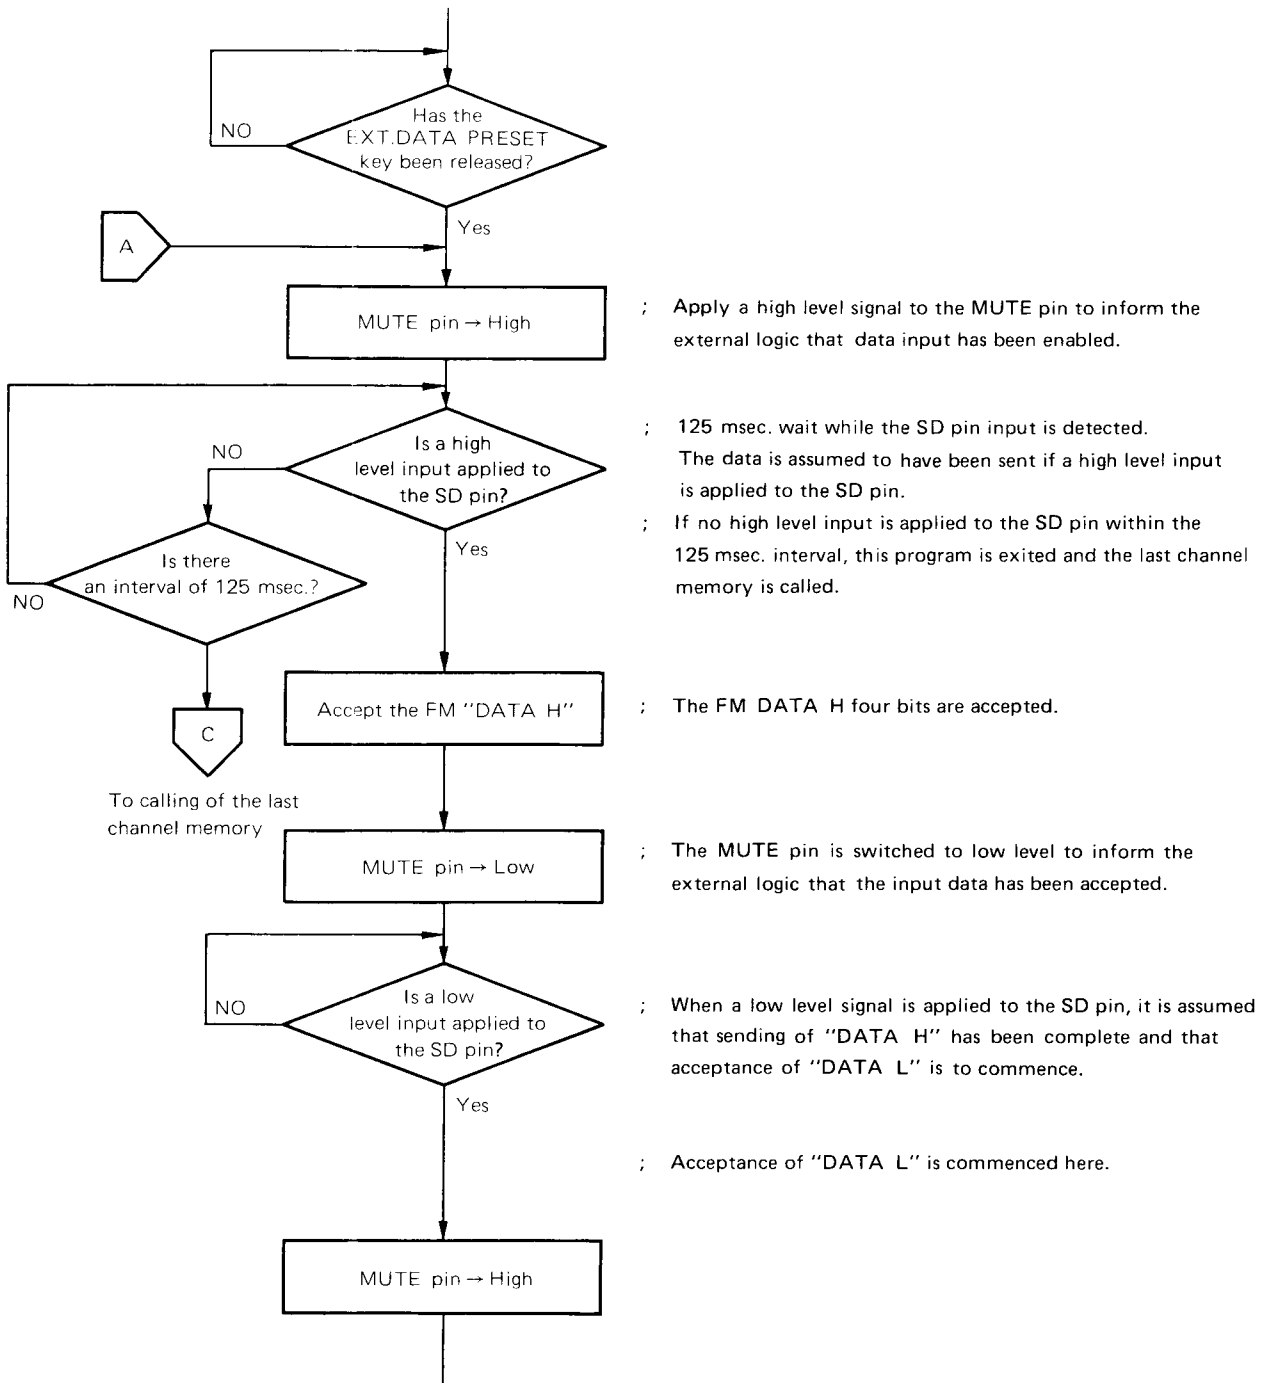 Has the
EXT.DATA PRESET
key been released?
NO
Yes
A
MUTE pin → High
; Apply a high level signal to the MUTE pin to inform the
external logic that data input has been enabled.
Is a high
level input applied to
the SD pin?
NO
Yes
; 125 msec. wait while the SD pin input is detected.
The data is assumed to have been sent if a high level input
is applied to the SD pin.
; If no high level input is applied to the SD pin within the
125 msec. interval, this program is exited and the last channel
memory is called.
Is there
an interval of 125 msec.?
NO
C
To calling of the last
channel memory
Accept the FM "DATA H"
; The FM DATA H four bits are accepted.
MUTE pin → Low
; The MUTE pin is switched to low level to inform the
external logic that the input data has been accepted.
Is a low
level input applied to
the SD pin?
NO
Yes
; When a low level signal is applied to the SD pin, it is assumed
that sending of "DATA H" has been complete and that
acceptance of "DATA L" is to commence.
; Acceptance of "DATA L" is commenced here.
MUTE pin → High